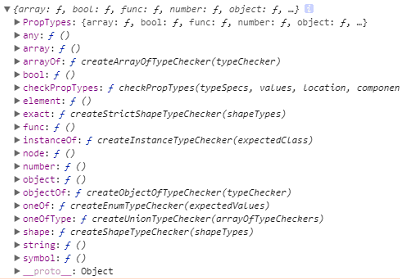 ▼{array: ƒ, bool: ƒ, func: ƒ, number: ƒ, object: ƒ, …} i
▶PropTypes: {array: ƒ, bool: ƒ, func: ƒ, number: ƒ, object: ƒ, …}
▶any: ƒ ()
▶array: ƒ ()
▶arrayOf: ƒ createArrayOfTypeChecker(typeChecker)
▶bool: ƒ ()
▶checkPropTypes: ƒ checkPropTypes(typeSpecs, values, location, componen
▶element: ƒ ()
▶exact: ƒ createStrictShapeTypeChecker(shapeTypes)
▶func: ƒ ()
▶instanceOf: ƒ createInstanceTypeChecker(expectedClass)
▶node: ƒ ()
▶number: ƒ ()
▶object: ƒ ()
▶objectOf: ƒ createObjectOfTypeChecker(typeChecker)
▶oneOf: ƒ createEnumTypeChecker(expectedValues)
▶oneOfType: ƒ createUnionTypeChecker(arrayOfTypeCheckers)
▶shape: ƒ createShapeTypeChecker(shapeTypes)
▶string: ƒ ()
▶symbol: ƒ ()
▶__proto__: Object